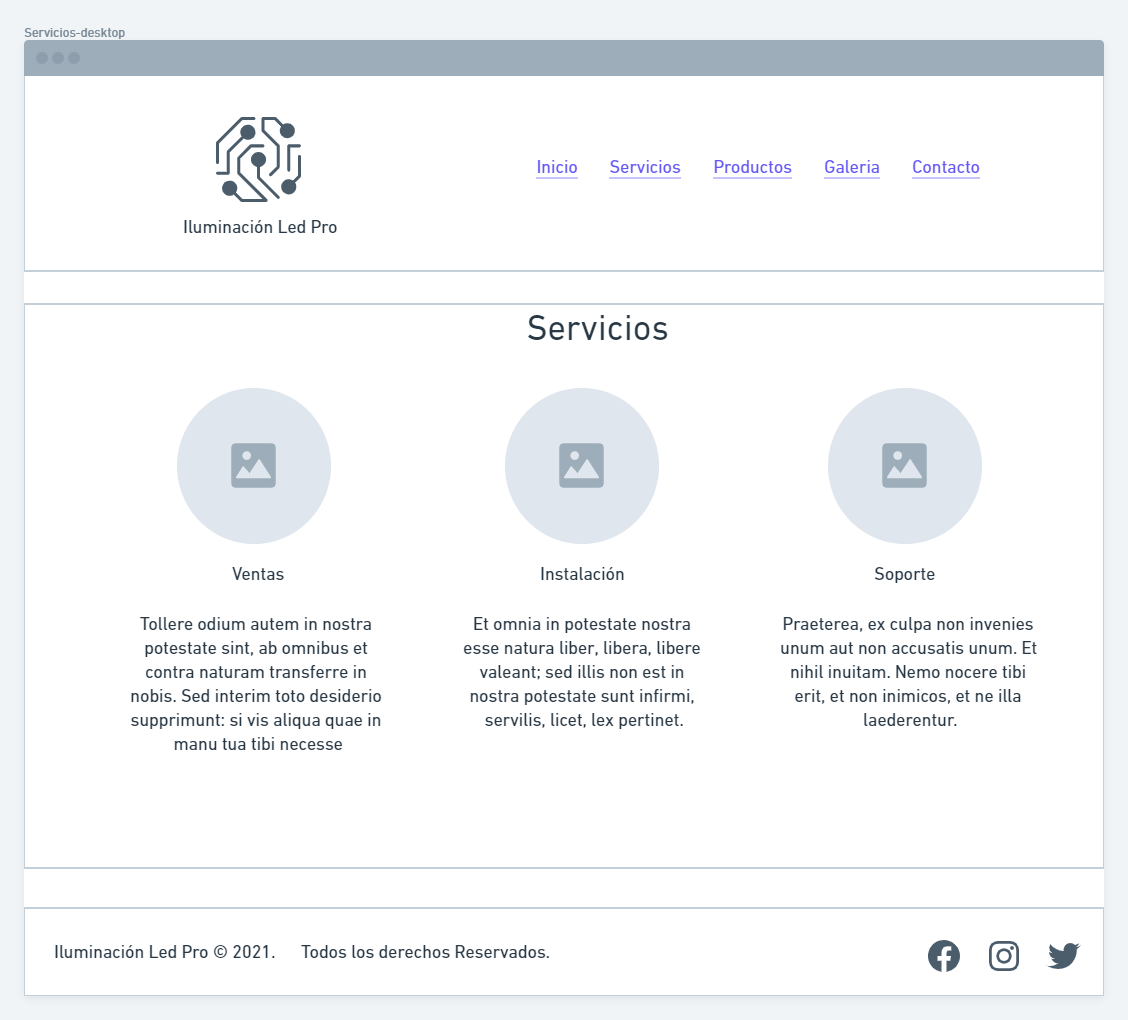 Servicios-desktop
Iluminación Led Pro
Inicio Servicios Productos Galeria Contacto
Servicios
Ventas
Tollere odium autem in nostra
potestate sint, ab omnibus et
contra naturam transferre in
nobis. Sed interim toto desiderio
supprimunt: si vis aliqua quae in
manu tua tibi necesse
Instalación
Et omnia in potestate nostra
esse natura liber, libera, libere
valeant; sed illis non est in
nostra potestate sunt infirmi,
servilis, licet, lex pertinet.
Soporte
Praeterea, ex culpa non invenies
unum aut non accusatis unum. Et
nihil inuitam. Nemo nocere tibi
erit, et non inimicos, et ne illa
laederentur.
Iluminación Led Pro © 2021. Todos los derechos Reservados.